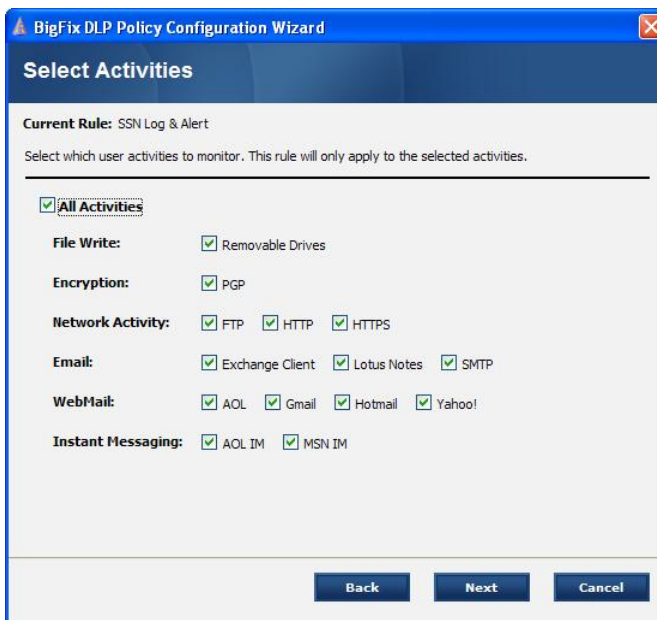 BigFix DLP Policy Configuration Wizard
Select Activities
Current Rule: SSN Log & Alert
Select which user activities to monitor. This rule will only apply to the selected activities.
All Activities
File Write: Removable Drives
Encryption: PGP
Network Activity: FTP HTTP HTTPS
Email: Exchange Client Lotus Notes SMTP
WebMail: AOL Gmail Hotmail Yahoo!
Instant Messaging: AOL IM MSN IM
Back Next Cancel